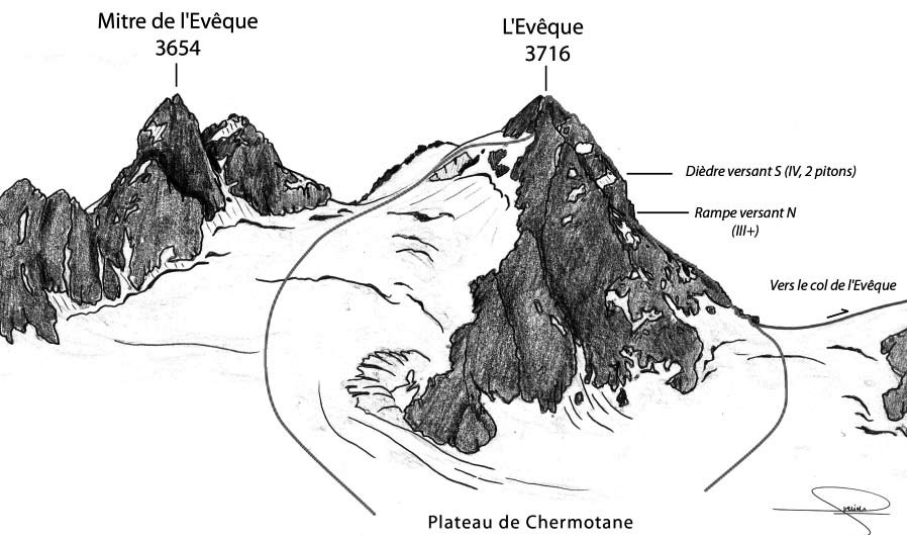 Mitre de l'Evêque
3654
L'Evêque
3716
Dièdre versant S (IV, 2 pitons)
Rampe versant N
(III+)
Vers le col de l'Evêque
Plateau de Chermotane